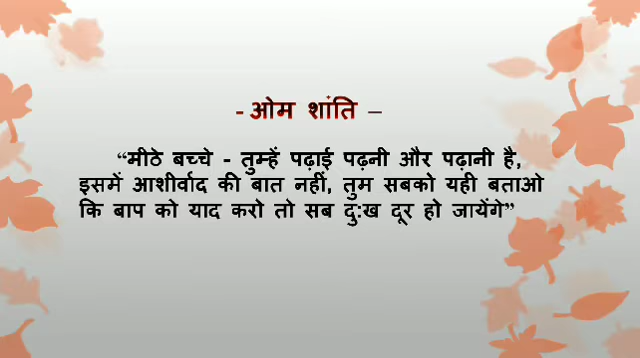 - ओम शांति –
“मीठे बच्चे - तुम्हें पढ़ाई पढ़नी और पढ़ानी है,
इसमें आशीर्वाद की बात नहीं, तुम सबको यही बताओ
कि बाप को याद करो तो सब दु:ख दूर हो जायेंगे”